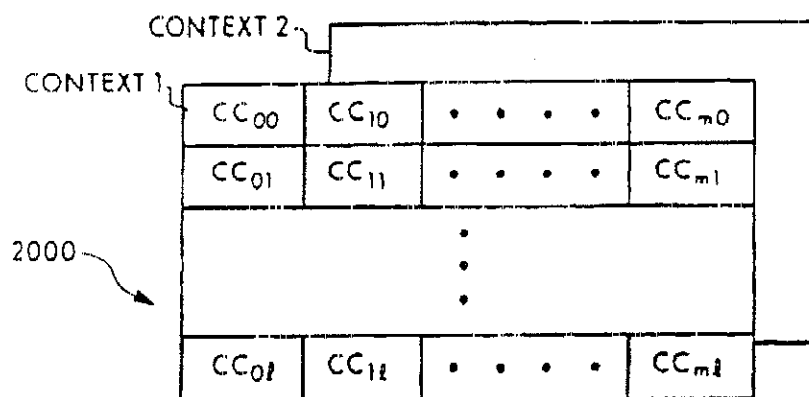 CONTEXT 2
CONTEXT 1
CC00 CC10 • • • • CCm0
CC01 CC11 • • • • CCm1
2000
CC0ℓ CC1ℓ • • • • CCmℓ